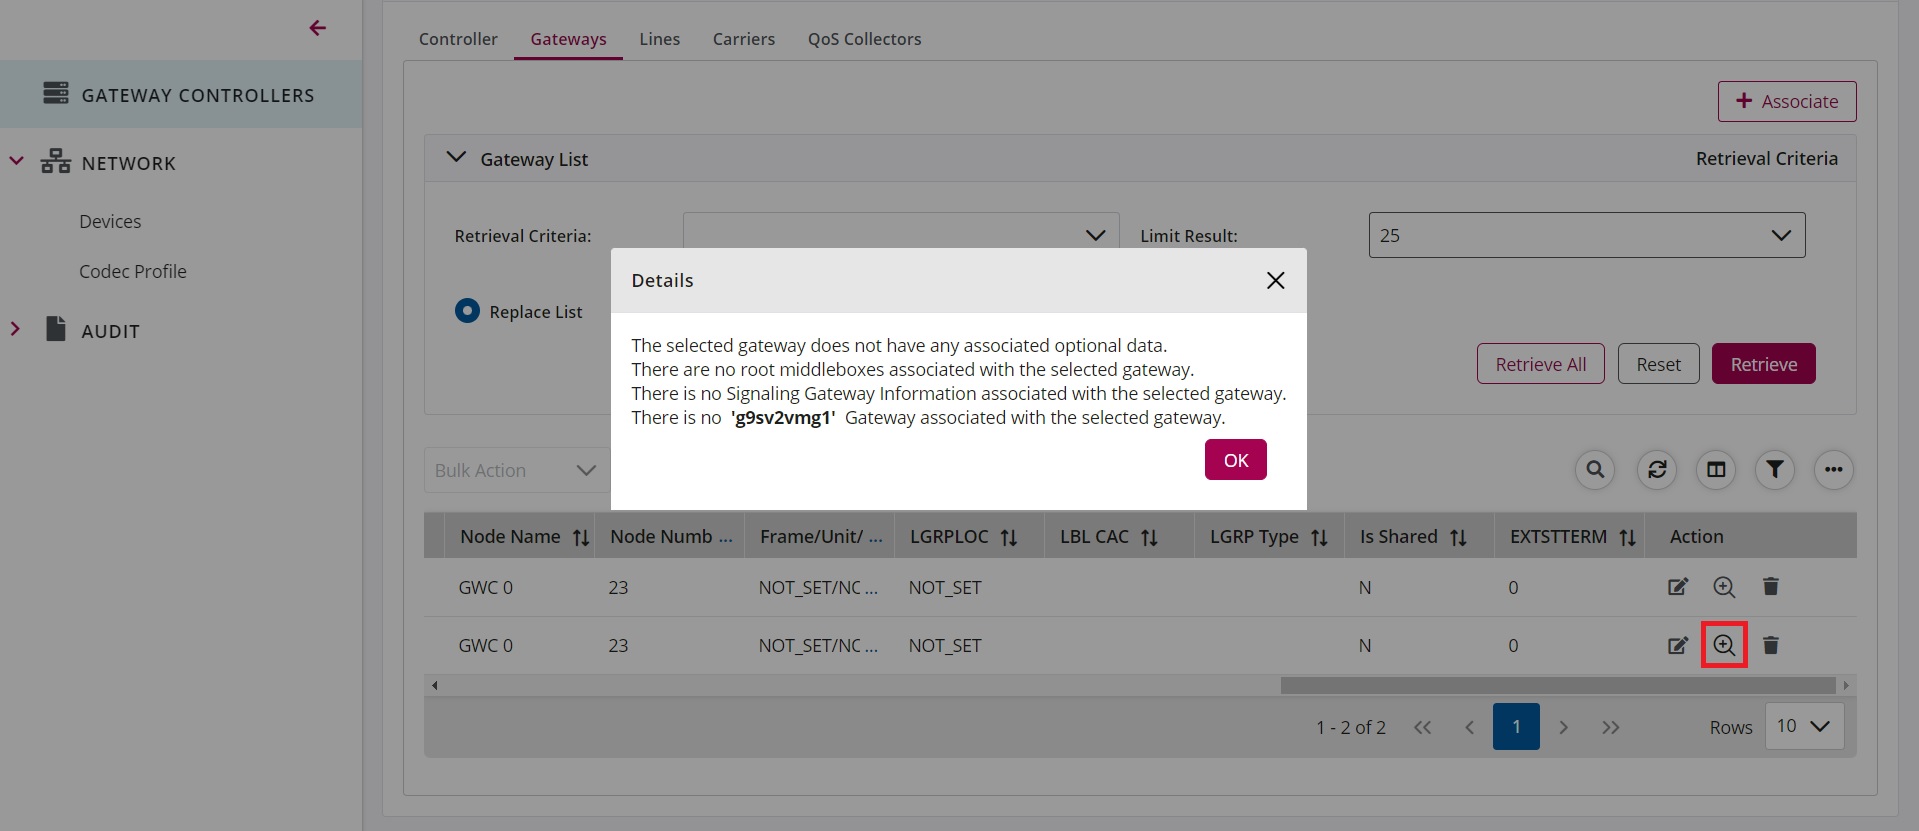 Controller Gateways Lines Carriers QoS Collectors
GATEWAY CONTROLLERS
NETWORK
Devices
Codec Profile
AUDIT
+ Associate
Gateway List Retrieval Criteria
Retrieval Criteria: Limit Result: 25
Replace List
Retrieve All Reset Retrieve
Details
The selected gateway does not have any associated optional data.
There are no root middleboxes associated with the selected gateway.
There is no Signaling Gateway Information associated with the selected gateway.
There is no 'g9sv2vmg1' Gateway associated with the selected gateway.
OK
Bulk Action
Node Name Node Numb ... Frame/Unit/ ... LGRPLOC LBL CAC LGRP Type Is Shared EXTSTTERM Action
GWC 0 23 NOT_SET/NC ... NOT_SET N 0
GWC 0 23 NOT_SET/NC ... NOT_SET N 0
1 - 2 of 2 << < 1 > >> Rows 10